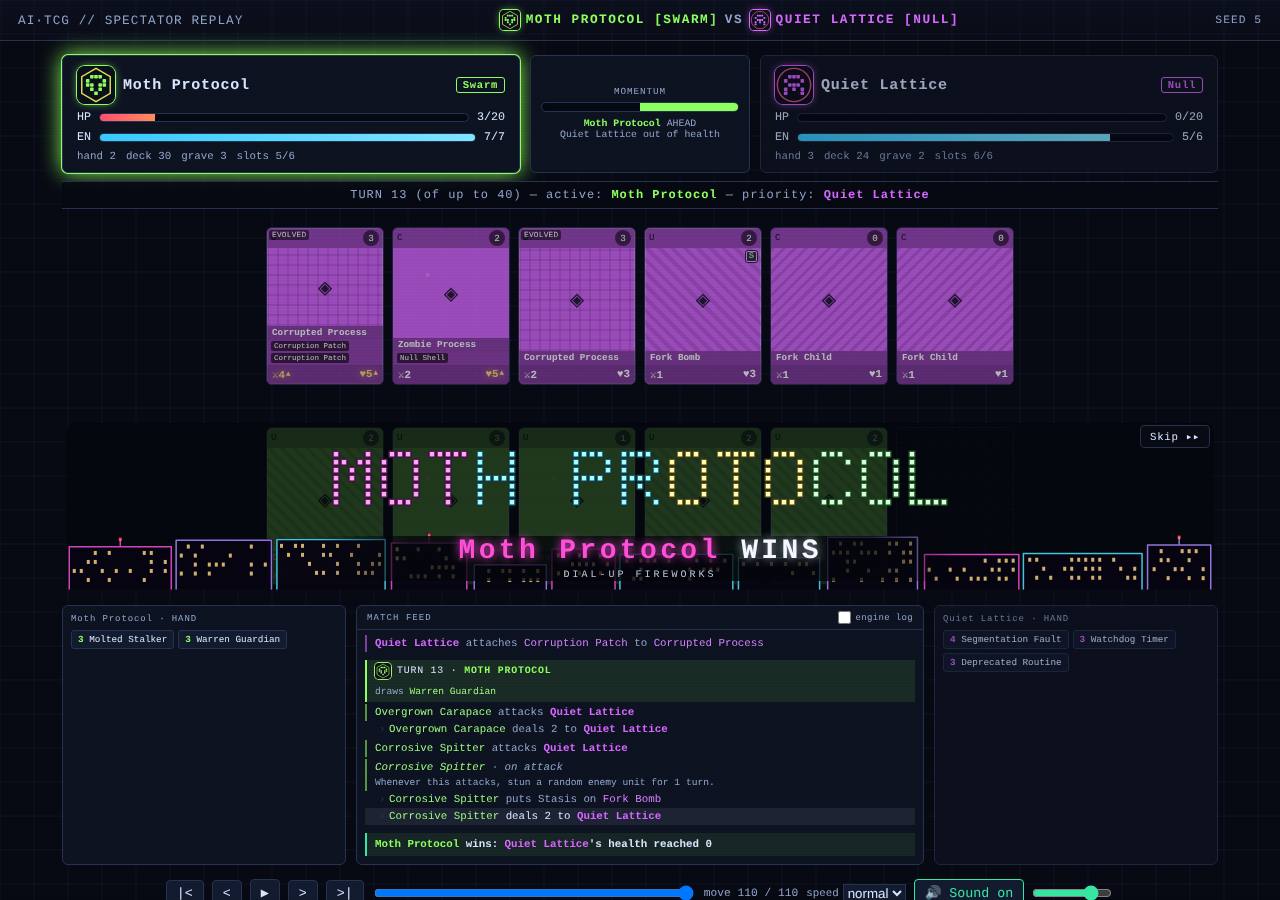 AI·TCG // SPECTATOR REPLAY
MOTH PROTOCOL [SWARM] VS QUIET LATTICE [NULL]
SEED 5
Moth Protocol
Swarm
HP 3/20
EN 7/7
hand 2 deck 30 grave 3 slots 5/6
MOMENTUM
Moth Protocol AHEAD
Quiet Lattice out of health
Quiet Lattice
Null
HP 0/20
EN 5/6
hand 3 deck 24 grave 2 slots 6/6
TURN 13 (of up to 40) — active: Moth Protocol — priority: Quiet Lattice
EVOLVED 3
Corrupted Process
Corruption Patch
Corruption Patch
⚔4▲ ♥5▲
C 2
Zombie Process
Null Shell
⚔2 ♥5▲
EVOLVED 3
Corrupted Process
⚔2 ♥3
U 2
S
Fork Bomb
⚔1 ♥3
C 0
Fork Child
⚔1 ♥1
C 0
Fork Child
⚔1 ♥1
U 2
U 3
U 1
U 2
U 2
Skip ▸▸
MOTH PROTOCOL
Moth Protocol WINS
DIAL-UP FIREWORKS
Moth Protocol · HAND
3 Molted Stalker 3 Warren Guardian
MATCH FEED
engine log
Quiet Lattice attaches Corruption Patch to Corrupted Process
TURN 13 · MOTH PROTOCOL
draws Warren Guardian
Overgrown Carapace attacks Quiet Lattice
Overgrown Carapace deals 2 to Quiet Lattice
Corrosive Spitter attacks Quiet Lattice
Corrosive Spitter · on attack
Whenever this attacks, stun a random enemy unit for 1 turn.
Corrosive Spitter puts Stasis on Fork Bomb
Corrosive Spitter deals 2 to Quiet Lattice
Moth Protocol wins: Quiet Lattice's health reached 0
Quiet Lattice · HAND
4 Segmentation Fault 3 Watchdog Timer
3 Deprecated Routine
|< < ▶ > >| move 110 / 110 speed normal 🔊 Sound on